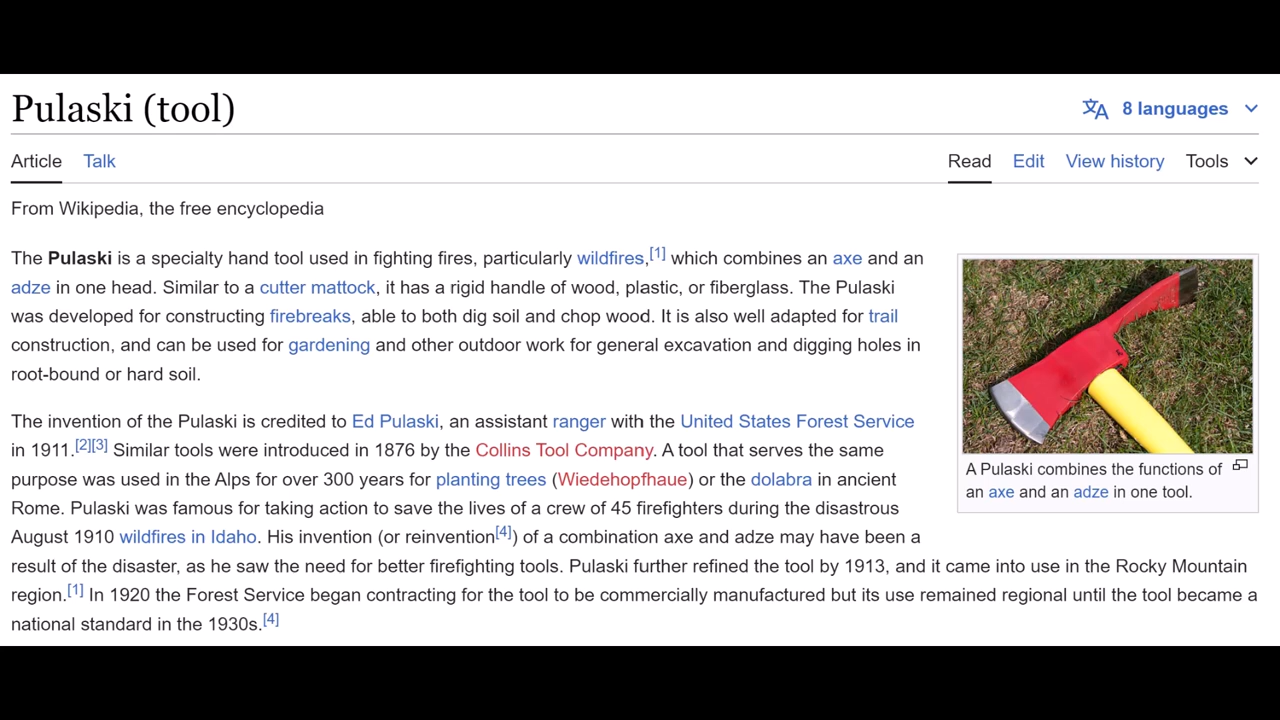 Pulaski (tool)
8 languages
Article Talk
Read Edit View history Tools
From Wikipedia, the free encyclopedia
The Pulaski is a specialty hand tool used in fighting fires, particularly wildfires,[1] which combines an axe and an
adze in one head. Similar to a cutter mattock, it has a rigid handle of wood, plastic, or fiberglass. The Pulaski
was developed for constructing firebreaks, able to both dig soil and chop wood. It is also well adapted for trail
construction, and can be used for gardening and other outdoor work for general excavation and digging holes in
root-bound or hard soil.
A Pulaski combines the functions of
an axe and an adze in one tool.
The invention of the Pulaski is credited to Ed Pulaski, an assistant ranger with the United States Forest Service
in 1911.[2][3] Similar tools were introduced in 1876 by the Collins Tool Company. A tool that serves the same
purpose was used in the Alps for over 300 years for planting trees (Wiedehopfhaue) or the dolabra in ancient
Rome. Pulaski was famous for taking action to save the lives of a crew of 45 firefighters during the disastrous
August 1910 wildfires in Idaho. His invention (or reinvention[4]) of a combination axe and adze may have been a
result of the disaster, as he saw the need for better firefighting tools. Pulaski further refined the tool by 1913, and it came into use in the Rocky Mountain
region.[1] In 1920 the Forest Service began contracting for the tool to be commercially manufactured but its use remained regional until the tool became a
national standard in the 1930s.[4]